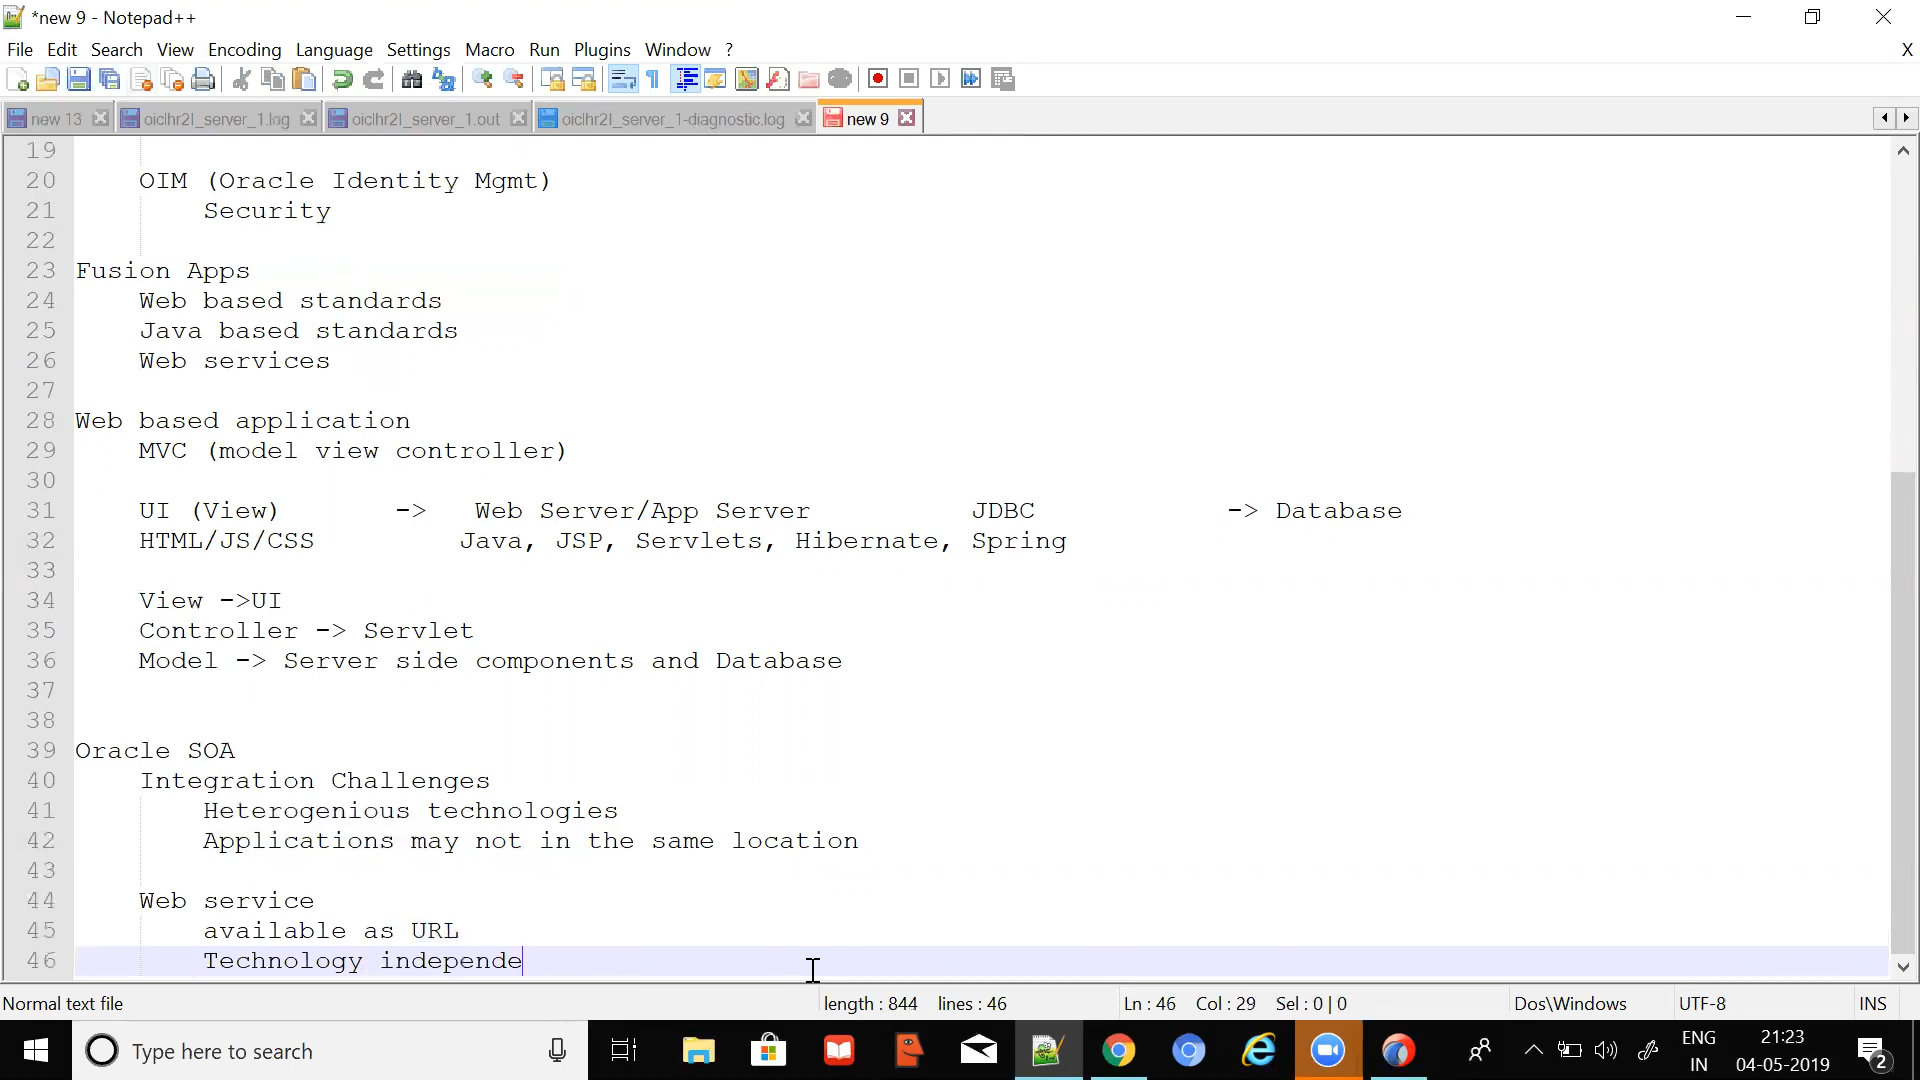 *new 9 - Notepad++
File Edit Search View Encoding Language Settings Macro Run Plugins Window ? X
new 13 oiclhr2l_server_1.log oiclhr2l_server_1.out oiclhr2l_server_1-diagnostic.log new 9
19
20 OIM (Oracle Identity Mgmt)
21 Security
22
23 Fusion Apps
24 Web based standards
25 Java based standards
26 Web services
27
28 Web based application
29 MVC (model view controller)
30
31 UI (View) -> Web Server/App Server JDBC -> Database
32 HTML/JS/CSS Java, JSP, Servlets, Hibernate, Spring
33
34 View ->UI
35 Controller -> Servlet
36 Model -> Server side components and Database
37
38
39 Oracle SOA
40 Integration Challenges
41 Heterogenious technologies
42 Applications may not in the same location
43
44 Web service
45 available as URL
46 Technology independe
Normal text file length : 844 lines : 46 Ln : 46 Col : 29 Sel : 0 | 0 Dos\Windows UTF-8 INS
Type here to search
ENG
IN
21:23
04-05-2019
2